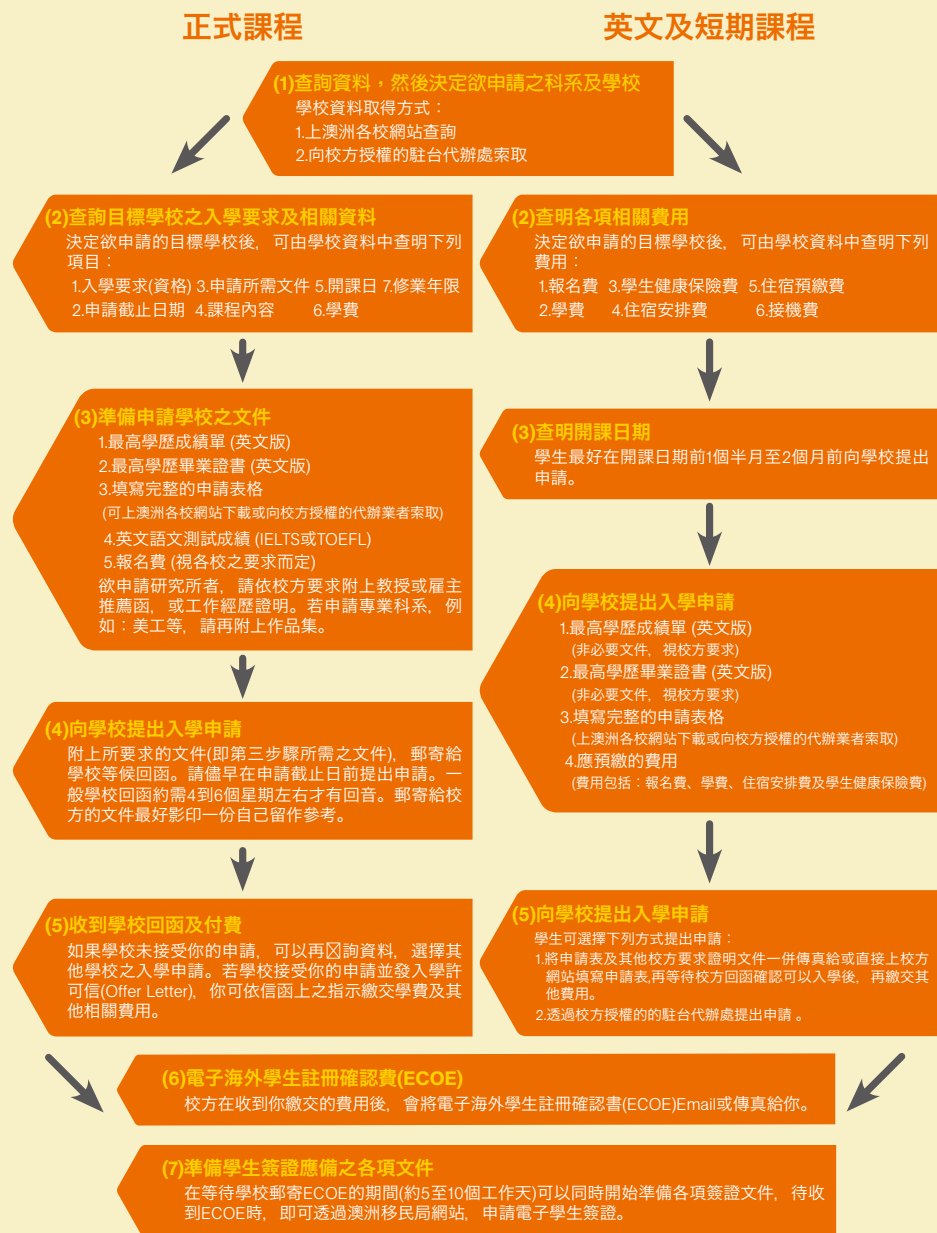 正式課程
英文及短期課程
(1)查詢資料，然後決定欲申請之科系及學校
學校資料取得方式：
1.上澳洲各校網站查詢
2.向校方授權的駐台代辦處索取
(2)查詢目標學校之入學要求及相關資料
決定欲申請的目標學校後, 可由學校資料中查明下列
項目：
1.入學要求(資格) 3.申請所需文件 5.開課日 7.修業年限
2.申請截止日期 4.課程內容 6.學費
(3)準備申請學校之文件
1.最高學歷成績單 (英文版)
2.最高學歷畢業證書 (英文版)
3.填寫完整的申請表格
(可上澳洲各校網站下載或向校方授權的代辦業者索取)
4.英文語文測試成績 (IELTS或TOEFL)
5.報名費 (視各校之要求而定)
欲申請研究所者, 請依校方要求附上教授或雇主
推薦函, 或工作經歷證明。若申請專業科系, 例
如：美工等, 請再附上作品集。
(4)向學校提出入學申請
附上所要求的文件(即第三步驟所需之文件), 郵寄給
學校等候回函。請儘早在申請截止日前提出申請。一
般學校回函約需4到6個星期左右才有回音。郵寄給校
方的文件最好影印一份自己留作參考。
(5)收到學校回函及付費
如果學校未接受你的申請, 可以再☒詢資料, 選擇其
他學校之入學申請。若學校接受你的申請並發入學許
可信(Offer Letter), 你可依信函上之指示繳交學費及其
他相關費用。
(2)查明各項相關費用
決定欲申請的目標學校後, 可由學校資料中查明下列
費用：
1.報名費 3.學生健康保險費 5.住宿預繳費
2.學費 4.住宿安排費 6.接機費
(3)查明開課日期
學生最好在開課日期前1個半月至2個月前向學校提出
申請。
(4)向學校提出入學申請
1.最高學歷成績單 (英文版)
(非必要文件, 視校方要求)
2.最高學歷畢業證書 (英文版)
(非必要文件, 視校方要求)
3.填寫完整的申請表格
(上澳洲各校網站下載或向校方授權的代辦業者索取)
4.應預繳的費用
(費用包括：報名費、學費、住宿安排費及學生健康保險費)
(5)向學校提出入學申請
學生可選擇下列方式提出申請：
1.將申請表及其他校方要求證明文件一併傳真給或直接上校方
網站填寫申請表,再等待校方回函確認可以入學後, 再繳交其
他費用。
2.透過校方授權的的駐台代辦處提出申請 。
(6)電子海外學生註冊確認費(ECOE)
校方在收到你繳交的費用後, 會將電子海外學生註冊確認書(ECOE)Email或傳真給你。
(7)準備學生簽證應備之各項文件
在等待學校郵寄ECOE的期間(約5至10個工作天)可以同時開始準備各項簽證文件, 待收
到ECOE時, 即可透過澳洲移民局網站, 申請電子學生簽證。